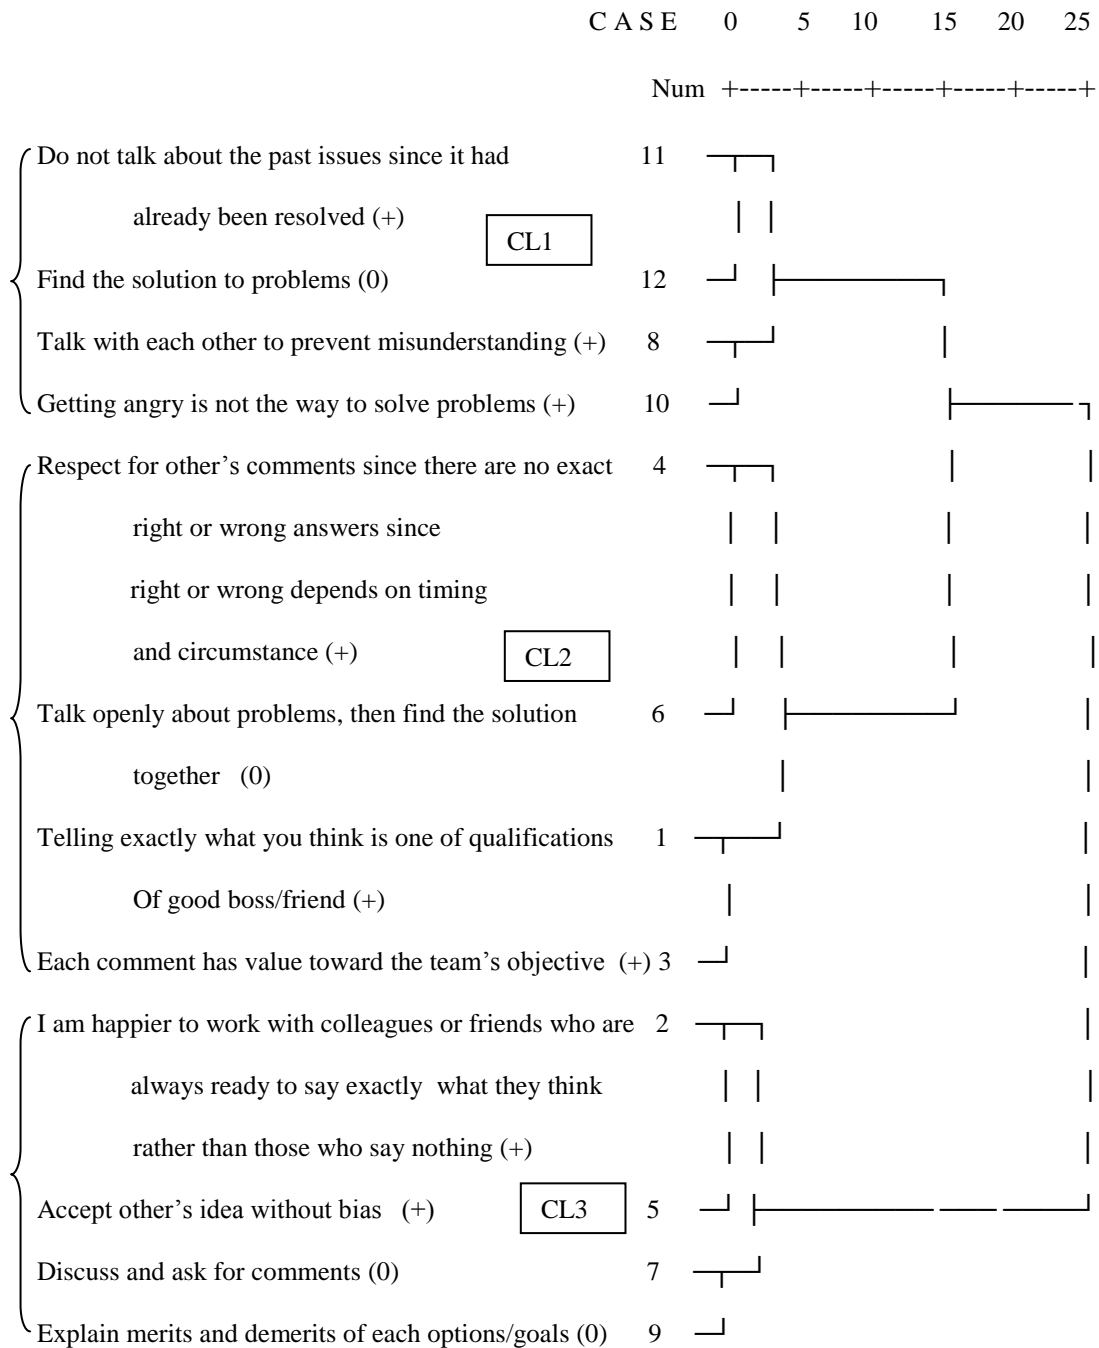 C A S E 0 5 10 15 20 25
Num +-----+-----+-----+-----+-----+
Do not talk about the past issues since it had 11
already been resolved (+)
CL1
Find the solution to problems (0) 12
Talk with each other to prevent misunderstanding (+) 8
Getting angry is not the way to solve problems (+) 10
Respect for other’s comments since there are no exact 4
right or wrong answers since
right or wrong depends on timing
and circumstance (+) CL2
Talk openly about problems, then find the solution 6
together (0)
Telling exactly what you think is one of qualifications 1
Of good boss/friend (+)
Each comment has value toward the team’s objective (+) 3
I am happier to work with colleagues or friends who are 2
always ready to say exactly what they think
rather than those who say nothing (+)
Accept other’s idea without bias (+) CL3 5
Discuss and ask for comments (0) 7
Explain merits and demerits of each options/goals (0) 9